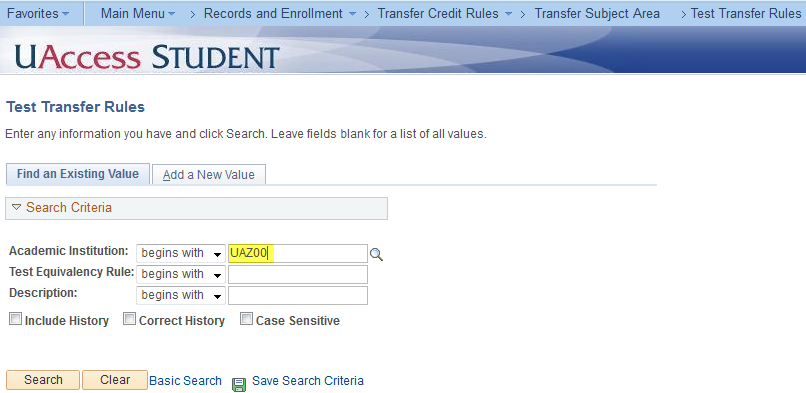 Favorites Main Menu > Records and Enrollment > Transfer Credit Rules > Transfer Subject Area > Test Transfer Rules
UACCESS STUDENT
Test Transfer Rules
Enter any information you have and click Search. Leave fields blank for a list of all values.
Find an Existing Value Add a New Value
Search Criteria
Academic Institution: begins with UAZ00
Test Equivalency Rule: begins with
Description: begins with
Include History Correct History Case Sensitive
Search Clear Basic Search Save Search Criteria